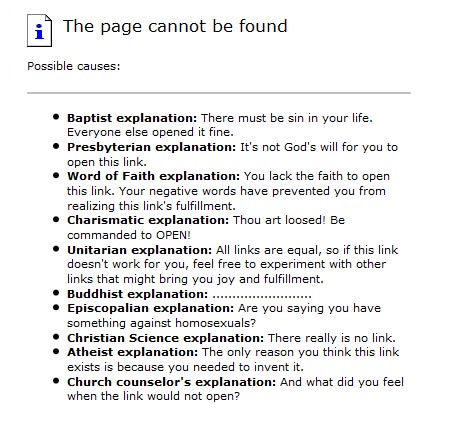 The page cannot be found
Possible causes:
Baptist explanation: There must be sin in your life.
Everyone else opened it fine.
Presbyterian explanation: It's not God's will for you to
open this link.
Word of Faith explanation: You lack the faith to open
this link. Your negative words have prevented you from
realizing this link's fulfillment.
Charismatic explanation: Thou art loosed! Be
commanded to OPEN!
Unitarian explanation: All links are equal, so if this link
doesn't work for you, feel free to experiment with other
links that might bring you joy and fulfillment.
Buddhist explanation: .........................
Episcopalian explanation: Are you saying you have
something against homosexuals?
Christian Science explanation: There really is no link.
Atheist explanation: The only reason you think this link
exists is because you needed to invent it.
Church counselor's explanation: And what did you feel
when the link would not open?